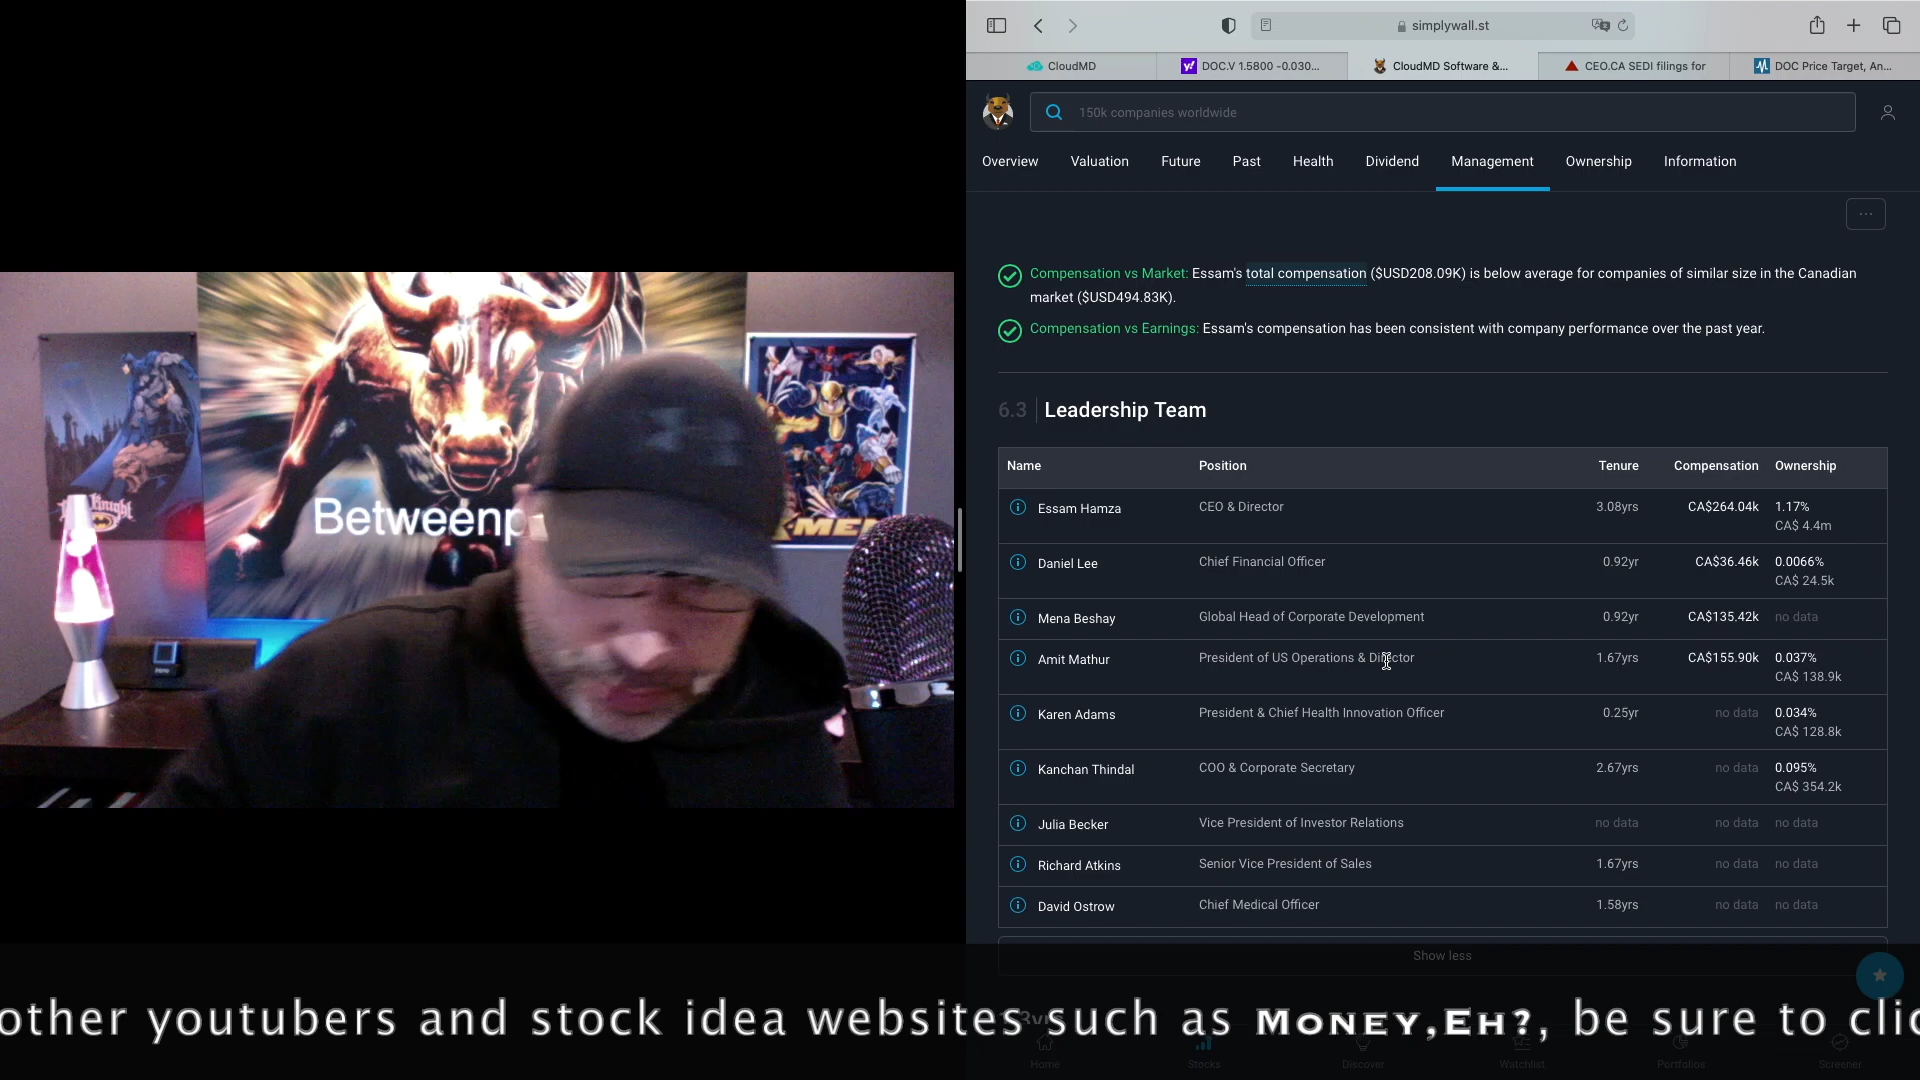 simplywall.st
CloudMD
DOC.V 1.5800 -0.030...
CloudMD Software &...
CEO.CA SEDI filings for
DOC Price Target, An...
150k companies worldwide
Overview
Valuation
Future
Past
Health
Dividend
Management
Ownership
Information
Compensation vs Market: Essam's total compensation ($USD208.09K) is below average for companies of similar size in the Canadian
market ($USD494.83K).
Compensation vs Earnings: Essam's compensation has been consistent with company performance over the past year.
6.3 Leadership Team
Name Position Tenure Compensation Ownership
Essam Hamza CEO & Director 3.08yrs CA$264.04k 1.17%
CA$ 4.4m
Daniel Lee Chief Financial Officer 0.92yr CA$36.46k 0.0066%
CA$ 24.5k
Mena Beshay Global Head of Corporate Development 0.92yr CA$135.42k no data
Amit Mathur President of US Operations & Director 1.67yrs CA$155.90k 0.037%
CA$ 138.9k
Karen Adams President & Chief Health Innovation Officer 0.25yr no data 0.034%
CA$ 128.8k
Kanchan Thindal COO & Corporate Secretary 2.67yrs no data 0.095%
CA$ 354.2k
Julia Becker Vice President of Investor Relations no data no data no data
Richard Atkins Senior Vice President of Sales 1.67yrs no data no data
David Ostrow Chief Medical Officer 1.58yrs no data no data
Show less
Betweenp
X-MEN
other youtubers and stock idea websites such as Money,Eh?, be sure to clic
Home
Stocks
Discover
Watchlist
Portfolios
Screener